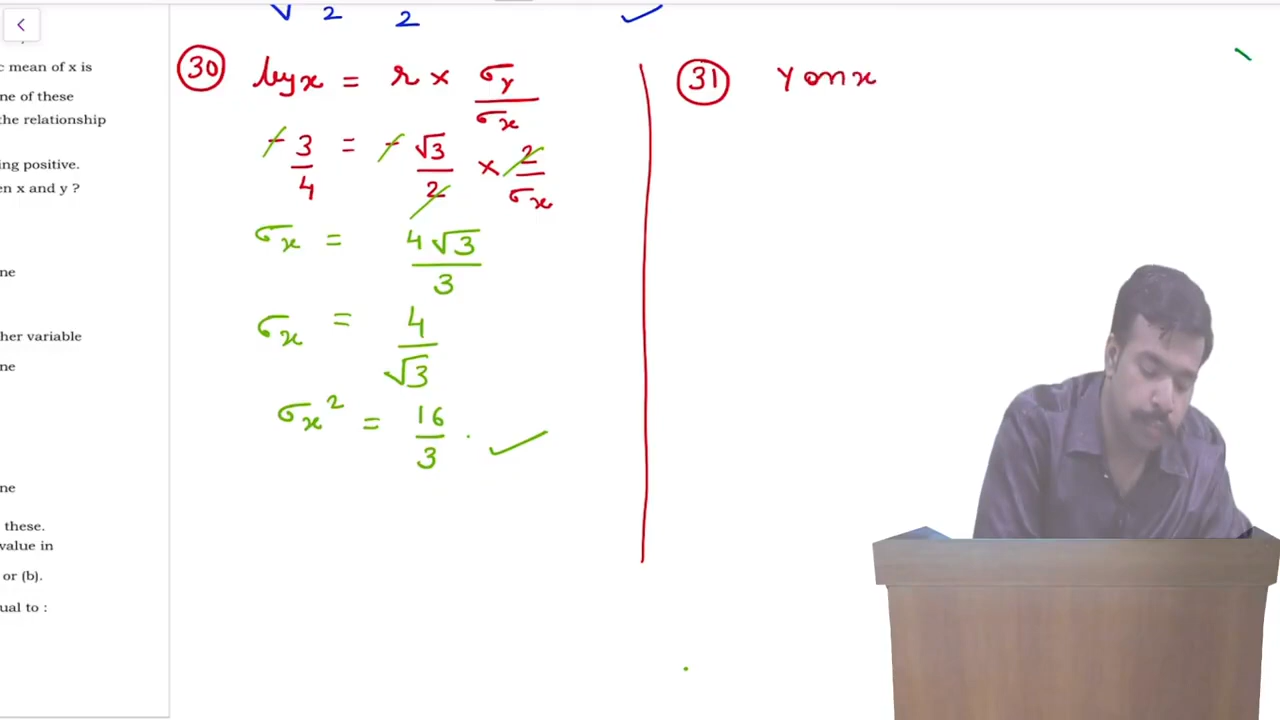 c mean of x is
ne of these
the relationship
ing positive.
en x and y ?
ne
her variable
ne
ne
these.
value in
or (b).
ual to :
√ 2 2 ✓
30 byx = r × σy / σx
- 3/4 = - √3/2 × 2/σx
σx = 4√3/3
σx = 4/√3
σx² = 16/3 . ✓
31 Y on x